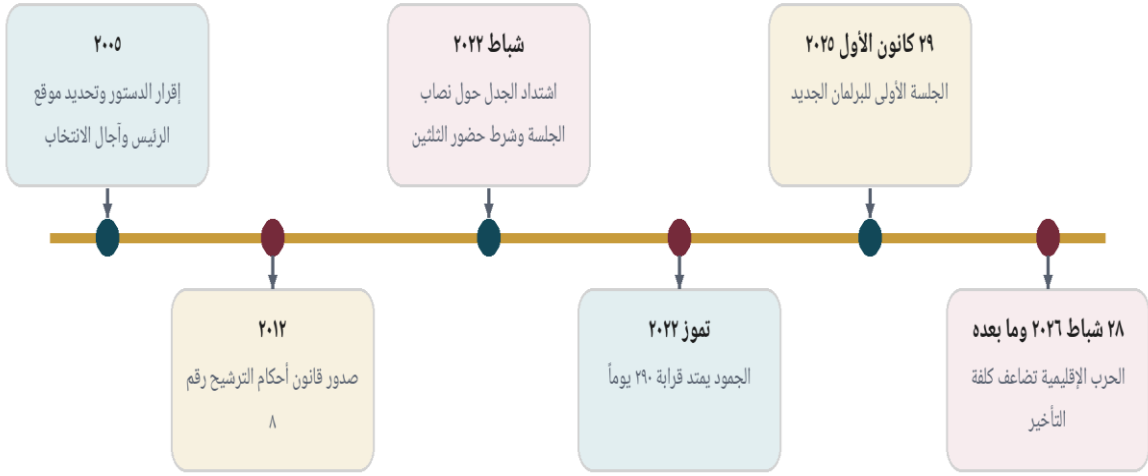 ٢٠٠٥
إقرار الدستور وتحديد موقع
الرئيس وآجال الانتخاب
٢٠١٢
صدور قانون أحكام الترشيح رقم
٨
شباط ٢٠٢٢
اشتداد الجدل حول نصاب
الجلسة وشرط حضور الثلثين
تموز ٢٠٢٢
الجمود يمتد قرابة ٢٩٠ يوماً
٢٩ كانون الأول ٢٠٢٥
الجلسة الأولى للبرلمان الجديد
٢٨ شباط ٢٠٢٦ وما بعده
الحرب الإقليمية تضاعف كلفة
التأخير